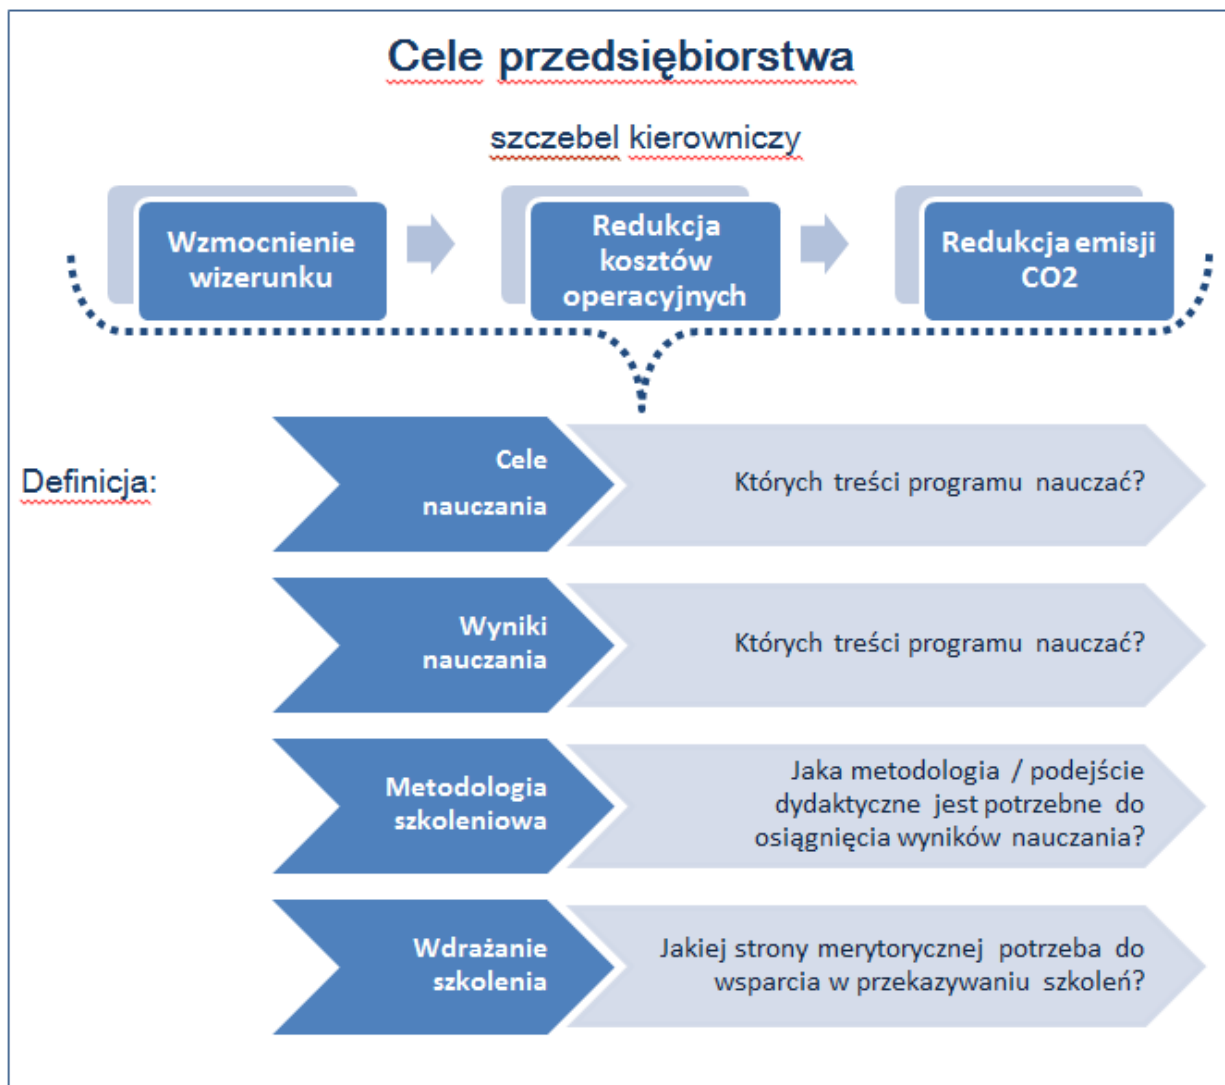 Cele przedsiębiorstwa
szczebel kierowniczy
Wzmocnienie
wizerunku
Redukcja
kosztów
operacyjnych
Redukcja emisji
CO2
Definicja:
Cele
nauczania
Których treści programu nauczać?
Wyniki
nauczania
Których treści programu nauczać?
Metodologia
szkoleniowa
Jaka metodologia / podejście
dydaktyczne jest potrzebne do
osiągnięcia wyników nauczania?
Wdrażanie
szkolenia
Jakiej strony merytorycznej potrzeba do
wsparcia w przekazywaniu szkoleń?